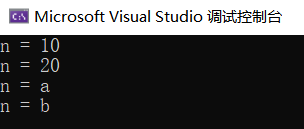 Microsoft Visual Studio 调试控制台
n = 10
n = 20
n = a
n = b